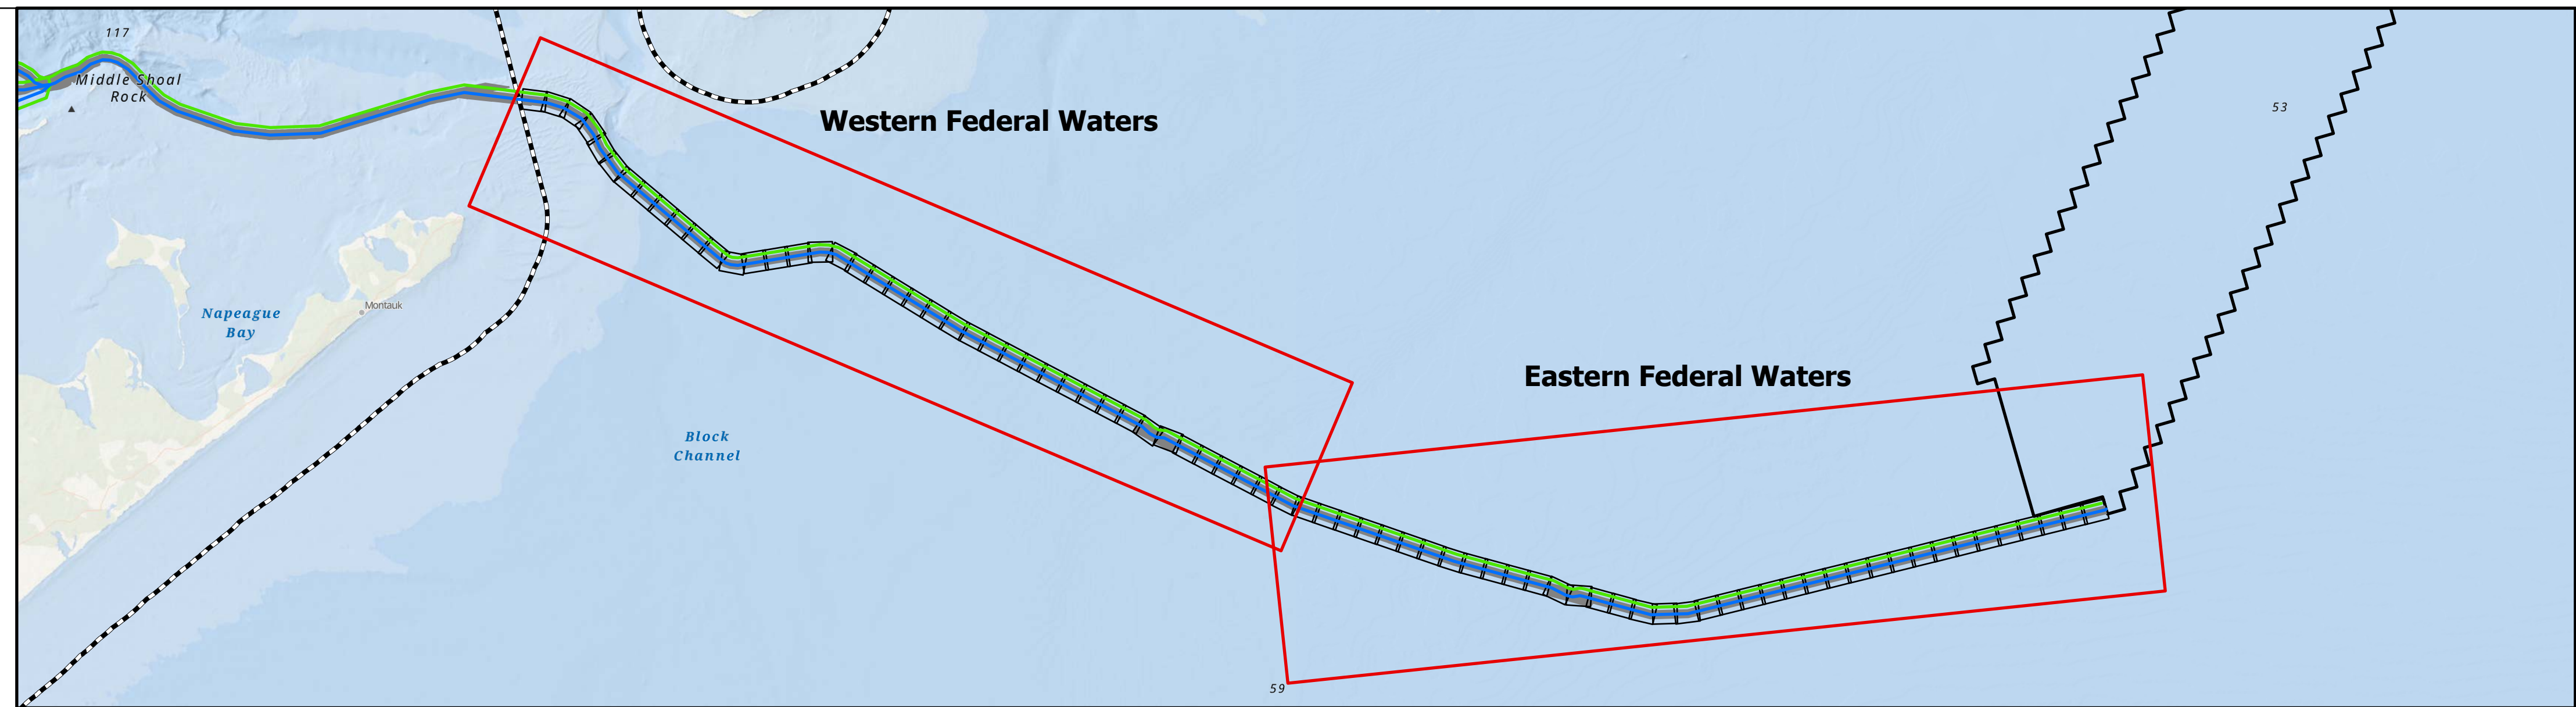 117
Middle Shoal
Rock
53
Western Federal Waters
Napeague
Bay
Montauk
Eastern Federal Waters
Block
Channel
59